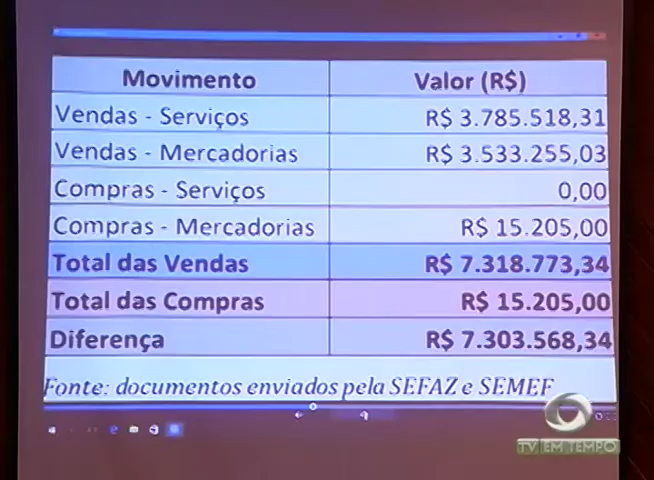 Movimento Valor (R$)
Vendas - Serviços R$ 3.785.518,31
Vendas - Mercadorias R$ 3.533.255,03
Compras - Serviços 0,00
Compras - Mercadorias R$ 15.205,00
Total das Vendas R$ 7.318.773,34
Total das Compras R$ 15.205,00
Diferença R$ 7.303.568,34
Fonte: documentos enviados pela SEFAZ e SEMEF
TV EM TEMPO